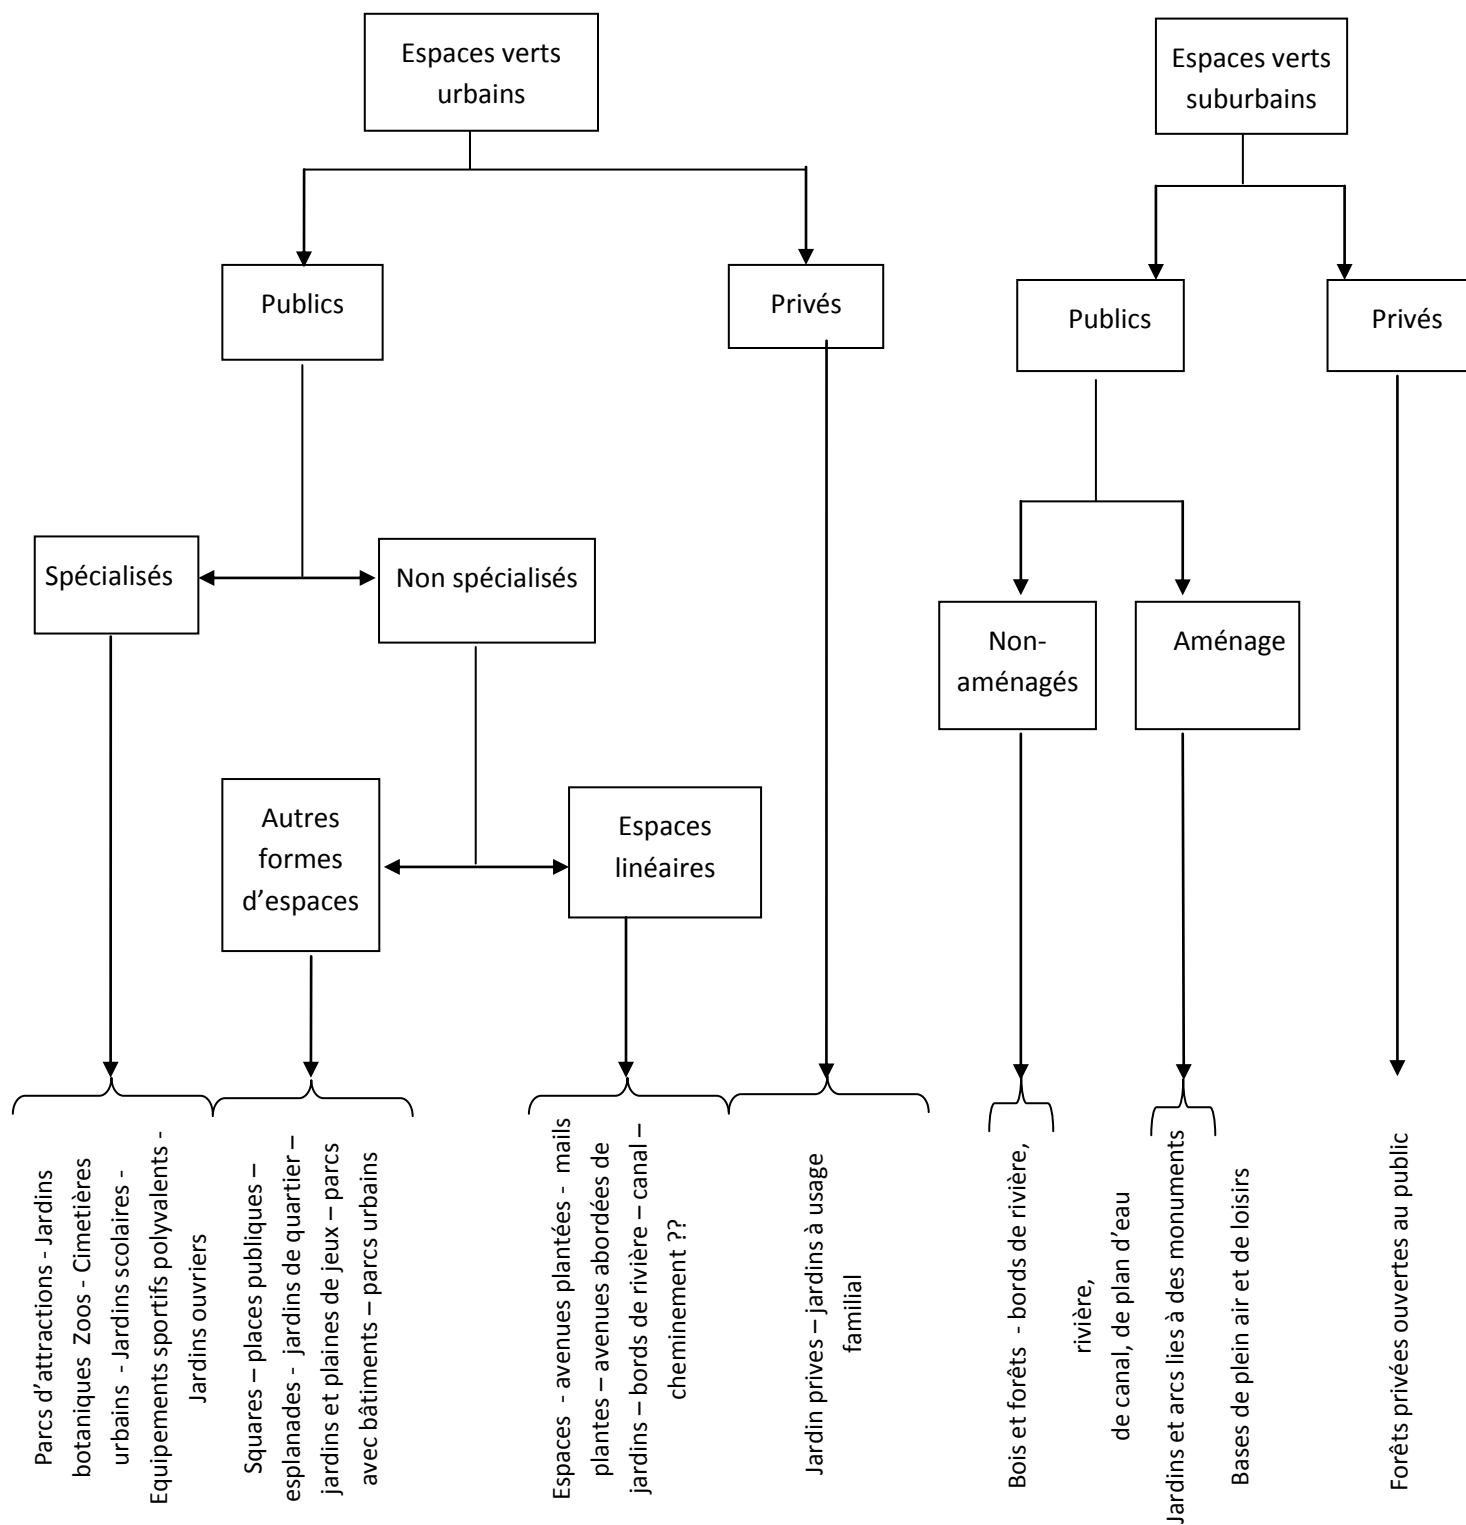 Espaces verts
urbains
Espaces verts
suburbains
Publics
Privés
Publics
Privés
Spécialisés
Non spécialisés
Non-
aménagés
Aménage
Autres
formes
d’espaces
Espaces
linéaires
Parcs d’attractions - Jardins
botaniques Zoos - Cimetières
urbains - Jardins scolaires -
Equipements sportifs polyvalents -
Jardins ouvriers
Squares – places publiques –
esplanades - jardins de quartier –
jardins et plaines de jeux – parcs
avec bâtiments – parcs urbains
Espaces - avenues plantées - mails
plantes – avenues abordées de
jardins – bords de rivière – canal –
cheminement ??
Jardin prives – jardins à usage
familial
Bois et forêts - bords de rivière,
rivière,
de canal, de plan d’eau
Jardins et arcs lies à des monuments
Bases de plein air et de loisirs
Forêts privées ouvertes au public